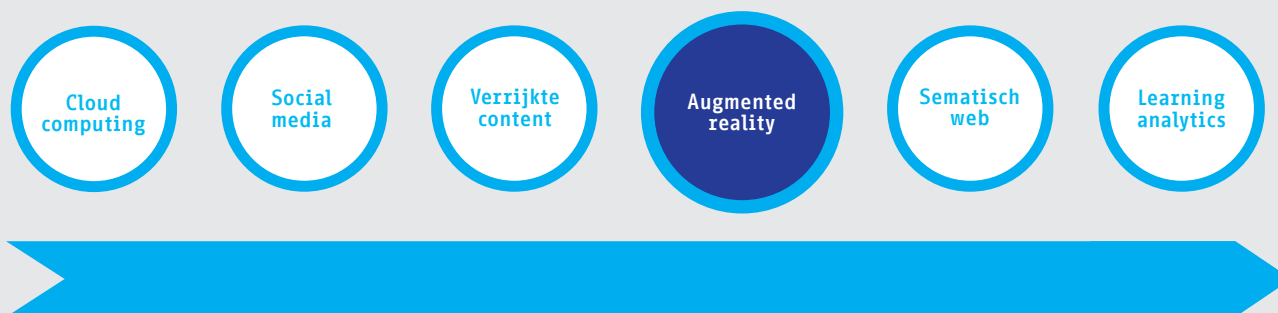 Cloud
computing
Social
media
Verrijkte
content
Augmented
reality
Sematisch
web
Learning
analytics